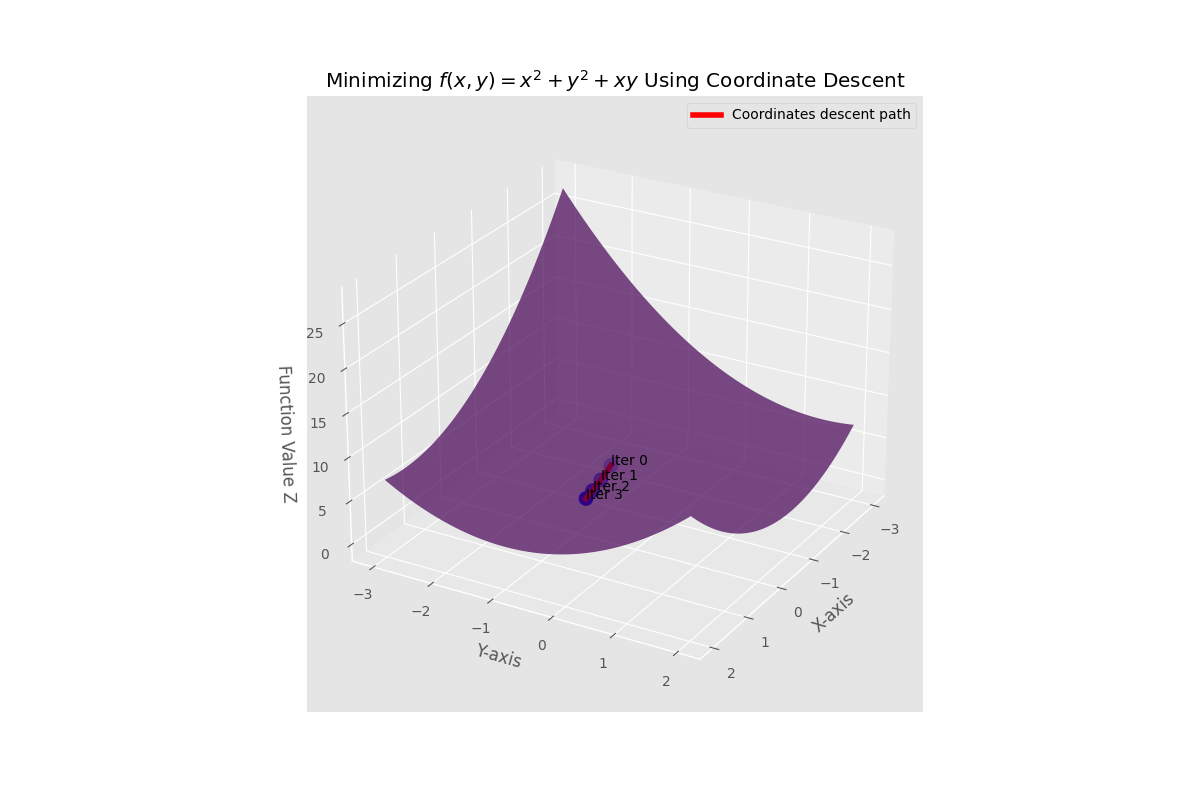 Minimizing f(x, y) = x² + y² + xy Using Coordinate Descent
Coordinates descent path
Iter 0
Iter 1
Iter 2
Iter 3
Function Value Z
25
20
15
10
5
0
−3
−2
−1
0
1
2
Y-axis
−3
−2
−1
0
1
2
X-axis